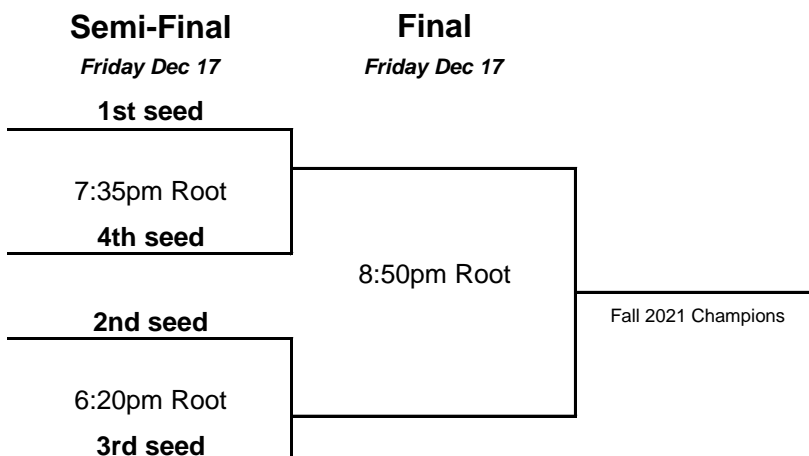 Semi-Final
Final
Friday Dec 17
Friday Dec 17
1st seed
7:35pm Root
4th seed
8:50pm Root
2nd seed
Fall 2021 Champions
6:20pm Root
3rd seed